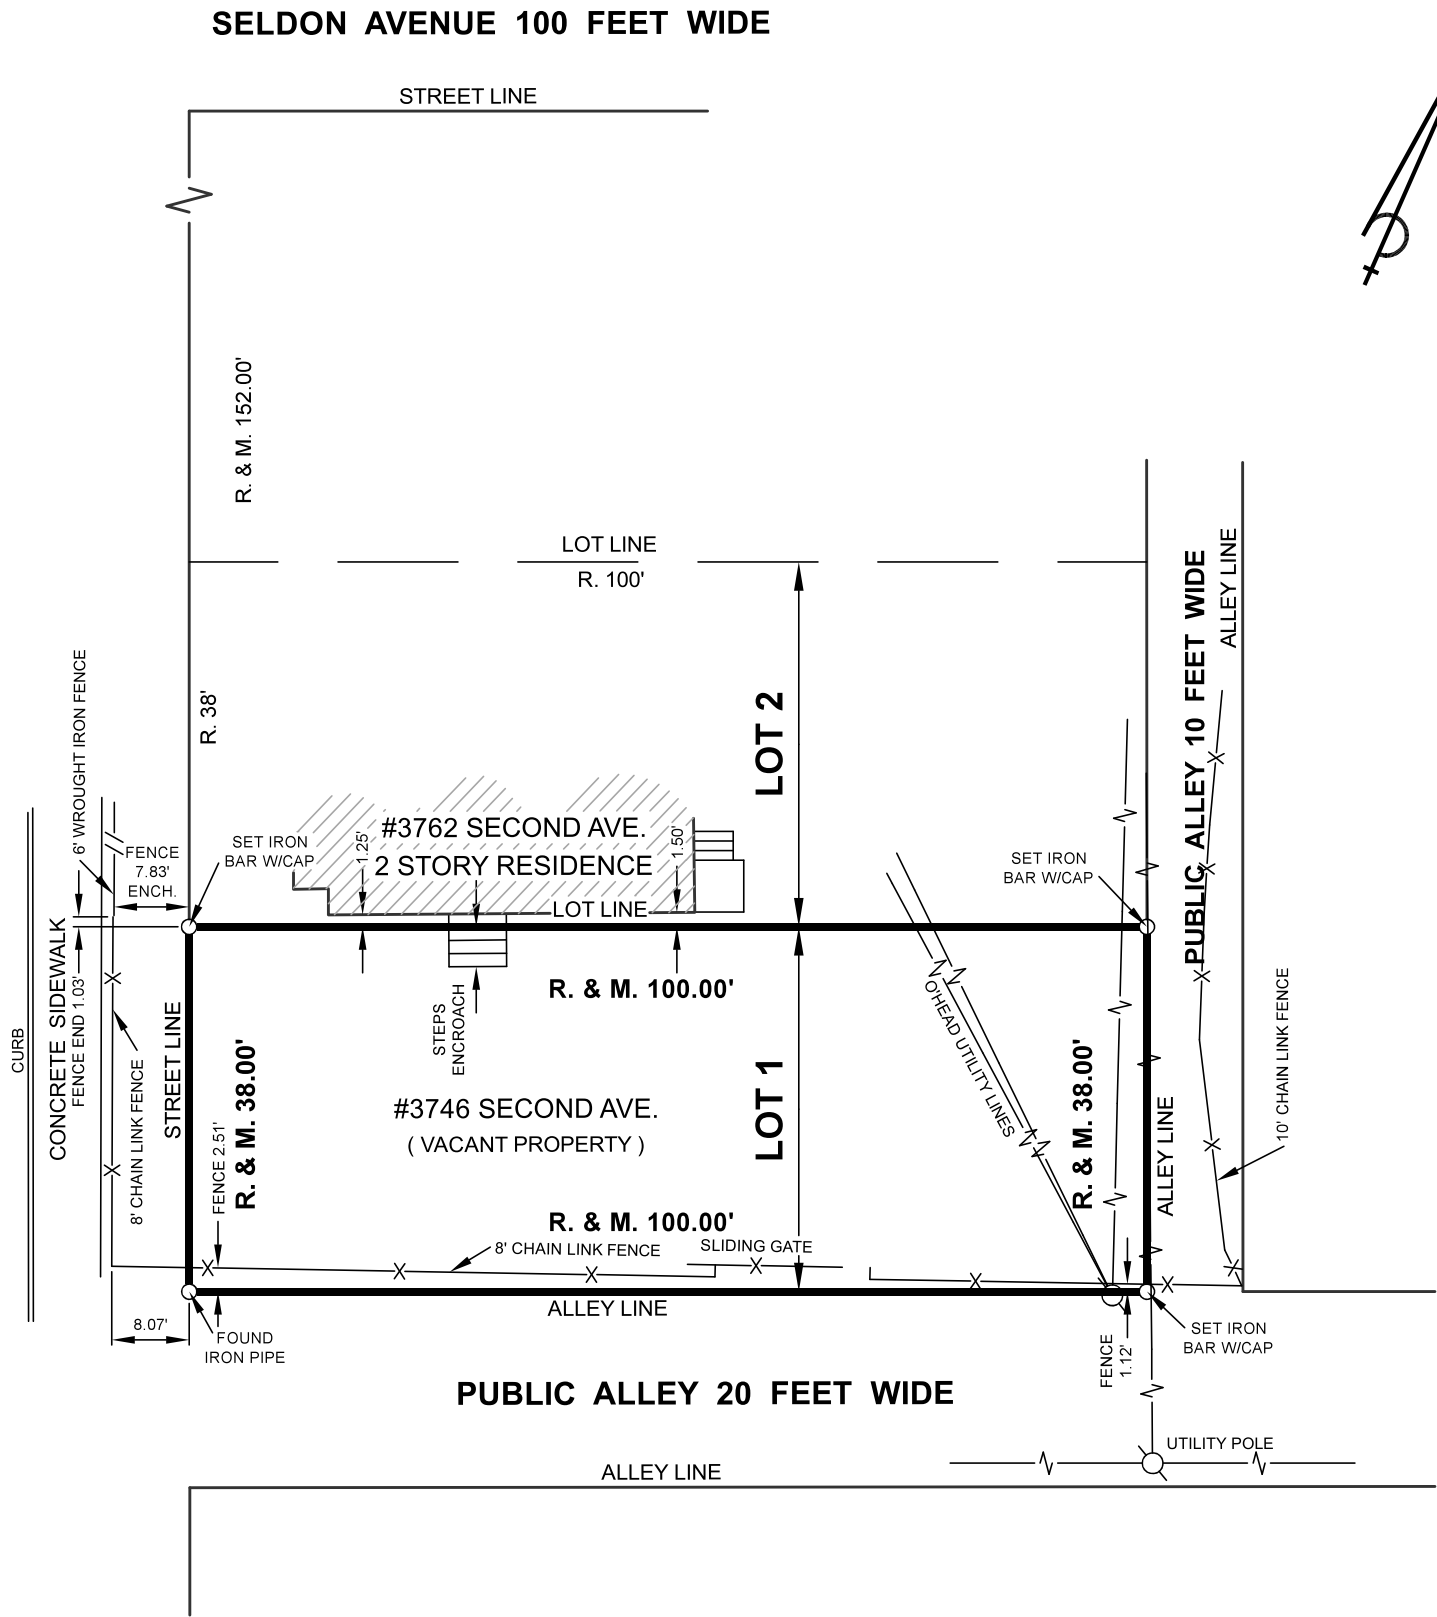 SELDON AVENUE 100 FEET WIDE
STREET LINE
R. & M. 152.00'
LOT LINE
R. 100'
PUBLIC ALLEY 10 FEET WIDE
ALLEY LINE
6' WROUGHT IRON FENCE
R. 38'
LOT 2
#3762 SECOND AVE.
2 STORY RESIDENCE
1.25'
1.50'
SET IRON
BAR W/CAP
FENCE
7.83'
ENCH.
SET IRON
BAR W/CAP
LOT LINE
CURB
CONCRETE SIDEWALK
FENCE END 1.03'
8' CHAIN LINK FENCE
STREET LINE
R. & M. 100.00'
STEPS
ENCROACH
O'HEAD UTILITY LINES
10' CHAIN LINK FENCE
R. & M. 38.00'
FENCE 2.51'
#3746 SECOND AVE.
( VACANT PROPERTY )
LOT 1
R. & M. 38.00'
ALLEY LINE
R. & M. 100.00'
8' CHAIN LINK FENCE
SLIDING GATE
ALLEY LINE
8.07'
FOUND
IRON PIPE
FENCE
1.12'
SET IRON
BAR W/CAP
PUBLIC ALLEY 20 FEET WIDE
UTILITY POLE
ALLEY LINE